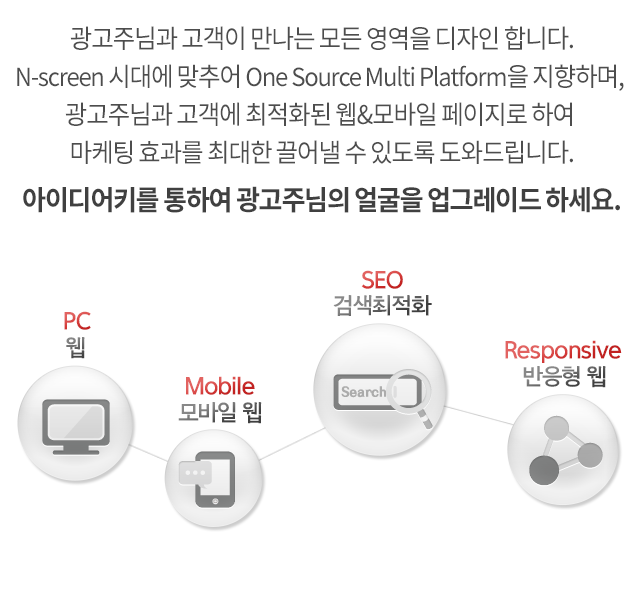 광고주님과 고객이 만나는 모든 영역을 디자인 합니다.
N-screen 시대에 맞추어 One Source Multi Platform을 지향하며,
광고주님과 고객에 최적화된 웹&모바일 페이지로 하여
마케팅 효과를 최대한 끌어낼 수 있도록 도와드립니다.
아이디어키를 통하여 광고주님의 얼굴을 업그레이드 하세요.
PC
웹
Mobile
모바일 웹
SEO
검색최적화
Search
Responsive
반응형 웹